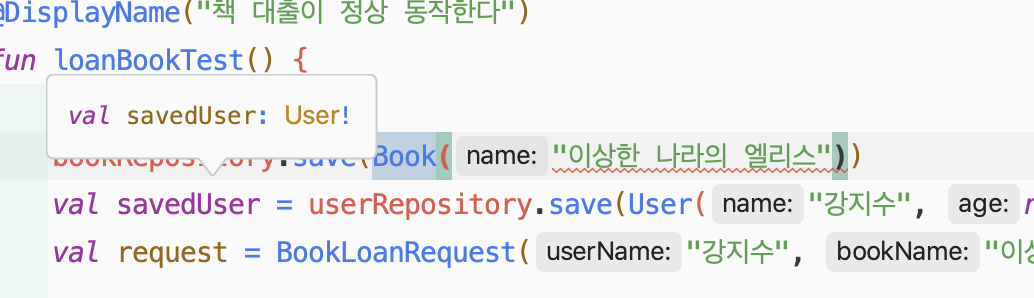 @DisplayName("책 대출이 정상 동작한다")
fun loanBookTest() {
val savedUser: User!
bookRepository.save(Book( name: "이상한 나라의 엘리스"))
val savedUser = userRepository.save(User( name: "강지수", age: n
val request = BookLoanRequest( userName: "강지수", bookName: "이상